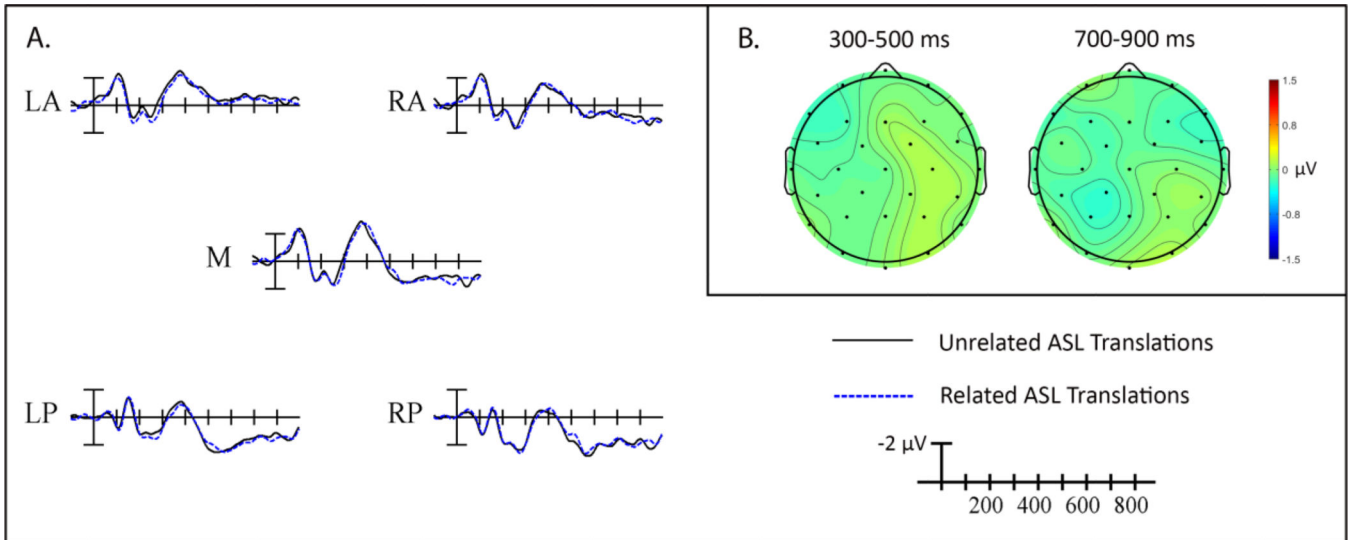 A.
LA
RA
M
LP
RP
B.
300-500 ms
700-900 ms
1.5
0.8
0
μV
-0.8
-1.5
Unrelated ASL Translations
Related ASL Translations
-2 μV
200 400 600 800